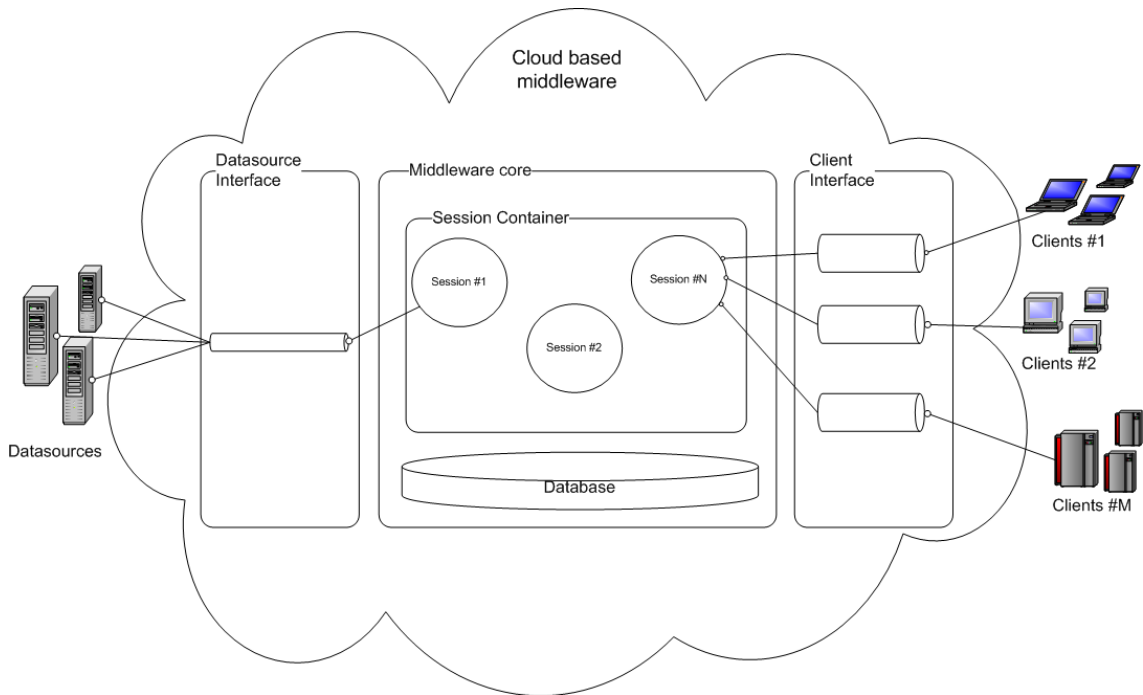 Cloud based
middleware
Datasource
Interface
Middleware core
Client
Interface
Session Container
Session #1
Session #N
Session #2
Database
Datasources
Clients #1
Clients #2
Clients #M